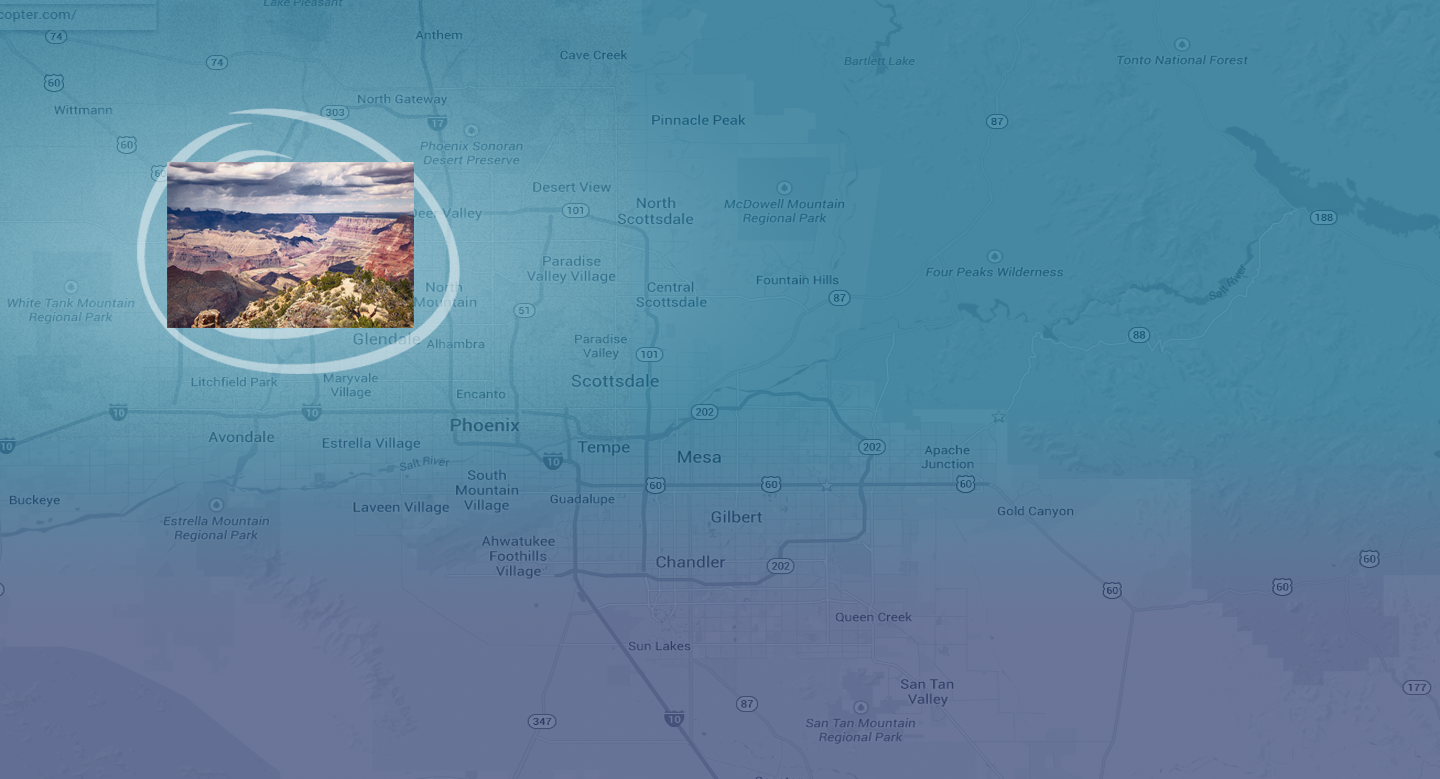 copter.com/
Lake Pleasant
74
Anthem
Cave Creek
Bartlett Lake
Tonto National Forest
74
60
Wittmann
North Gateway
303
17
Pinnacle Peak
87
60
Phoenix Sonoran
Desert Preserve
60
Desert View
101
North
Scottsdale
McDowell Mountain
Regional Park
188
Deer Valley
Paradise
Valley Village
Four Peaks Wilderness
Fountain Hills
Salt River
White Tank Mountain
Regional Park
North
Mountain
Central
Scottsdale
87
51
88
Glendale
Alhambra
Paradise
Valley
101
Litchfield Park
Maryvale
Village
Encanto
Scottsdale
10
10
202
Phoenix
Avondale
Estrella Village
10
Tempe
Mesa
202
Apache
Junction
Salt River
10
South
Mountain
Village
60
60
60
Buckeye
Laveen Village
Guadalupe
Gilbert
Gold Canyon
Estrella Mountain
Regional Park
Ahwatukee
Foothills
Village
Chandler
202
60
60
60
Queen Creek
Sun Lakes
San Tan
Valley
177
347
10
87
San Tan Mountain
Regional Park